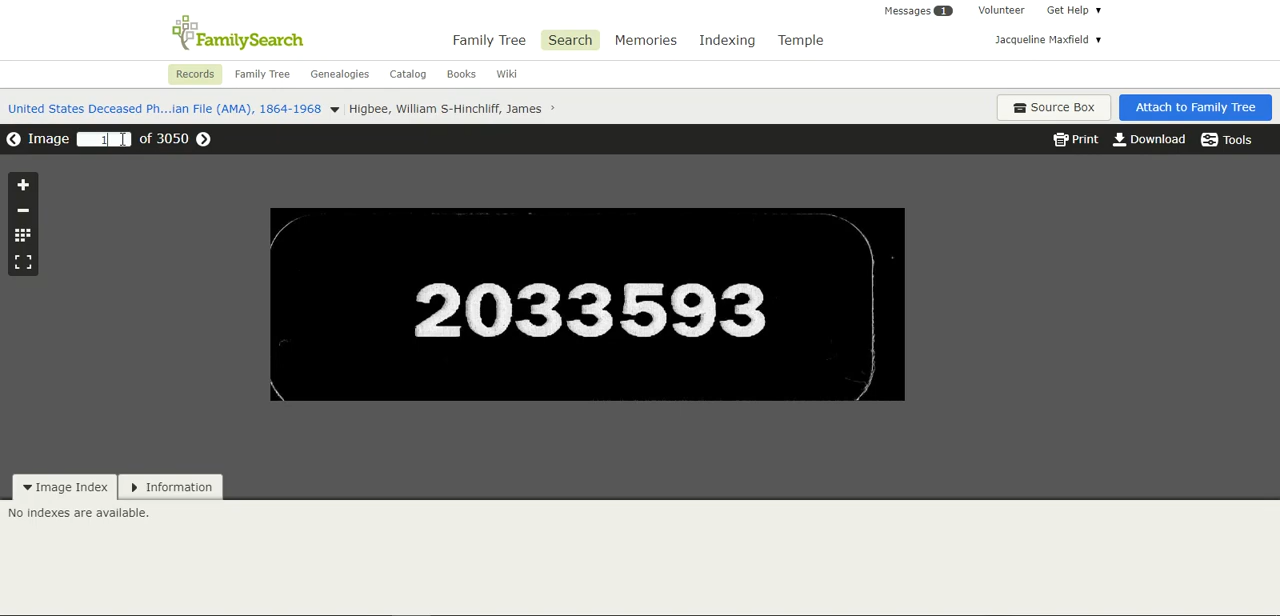 Messages 1 Volunteer Get Help ▼
FamilySearch Family Tree Search Memories Indexing Temple Jacqueline Maxfield ▼
Records Family Tree Genealogies Catalog Books Wiki
United States Deceased Ph...ian File (AMA), 1864-1968 ▼ Higbee, William S-Hinchliff, James › Source Box Attach to Family Tree
Image 1 of 3050 Print Download Tools
2033593
Image Index Information
No indexes are available.